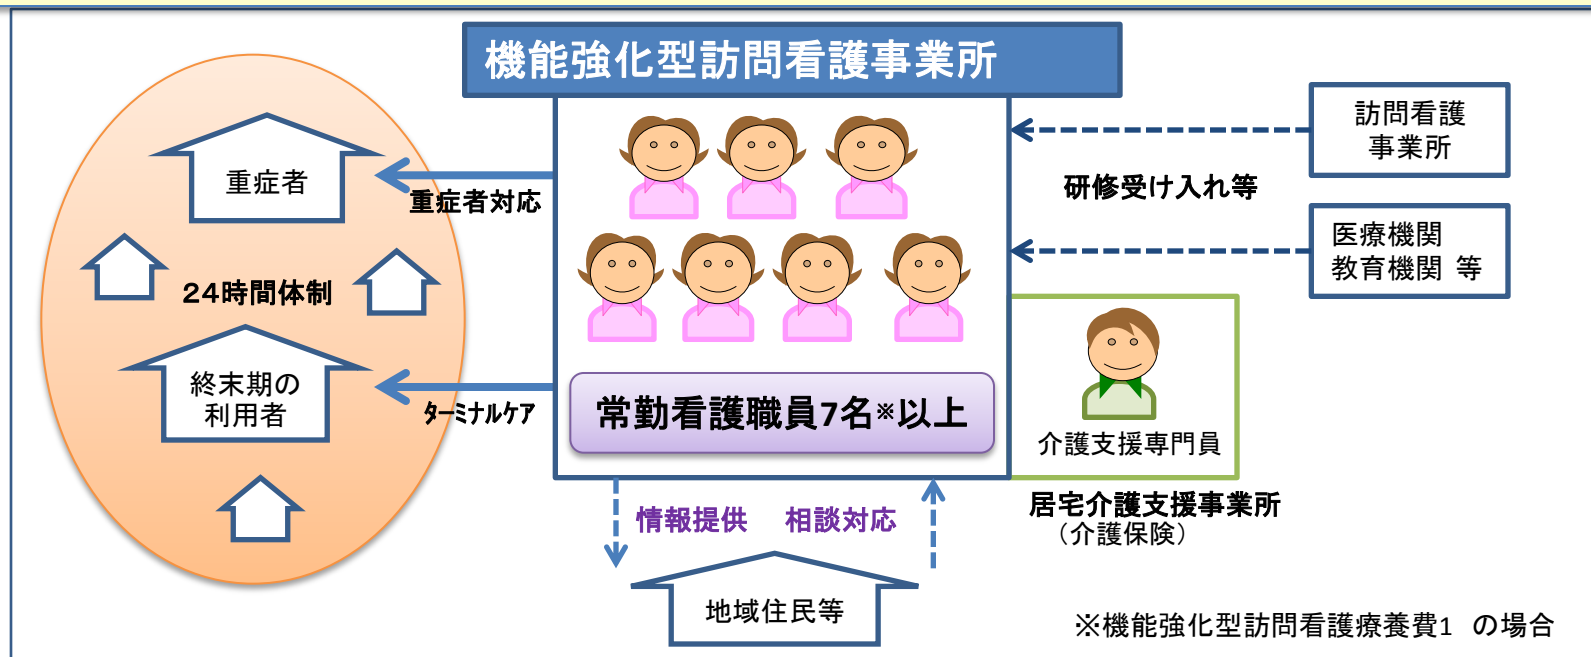 機能強化型訪問看護事業所
重症者
重症者対応
24時間体制
終末期の
利用者
ターミナルケア
常勤看護職員7名※以上
訪問看護
事業所
研修受け入れ等
医療機関
教育機関 等
介護支援専門員
居宅介護支援事業所
（介護保険）
情報提供 相談対応
地域住民等
※機能強化型訪問看護療養費1 の場合